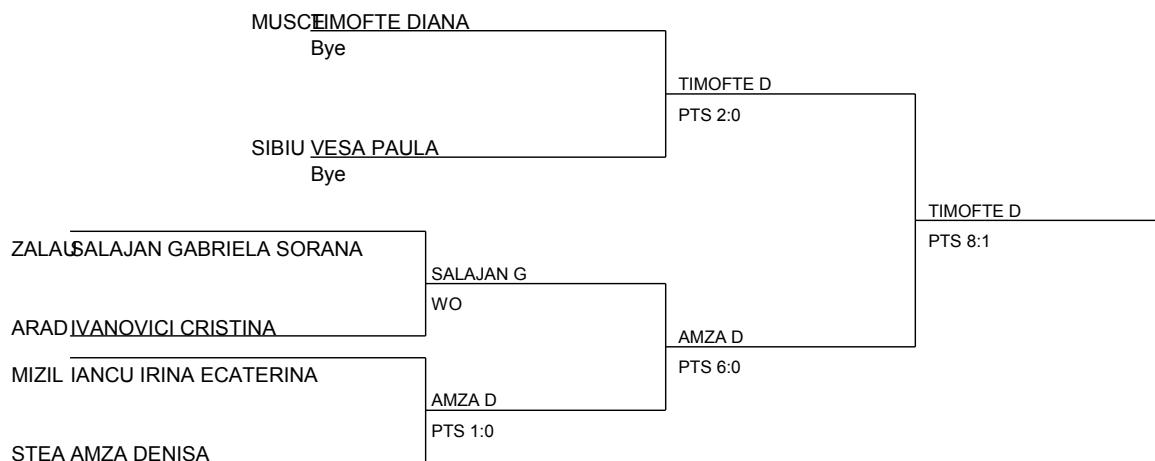 MUSCEL TIMOFTE DIANA
Bye
TIMOFTE D
PTS 2:0
SIBIU VESA PAULA
Bye
TIMOFTE D
PTS 8:1
ZALAU SALAJAN GABRIELA SORANA
SALAJAN G
WO
ARAD IVANOVICI CRISTINA
AMZA D
PTS 6:0
MIZIL IANCU IRINA ECATERINA
AMZA D
PTS 1:0
STEA AMZA DENISA